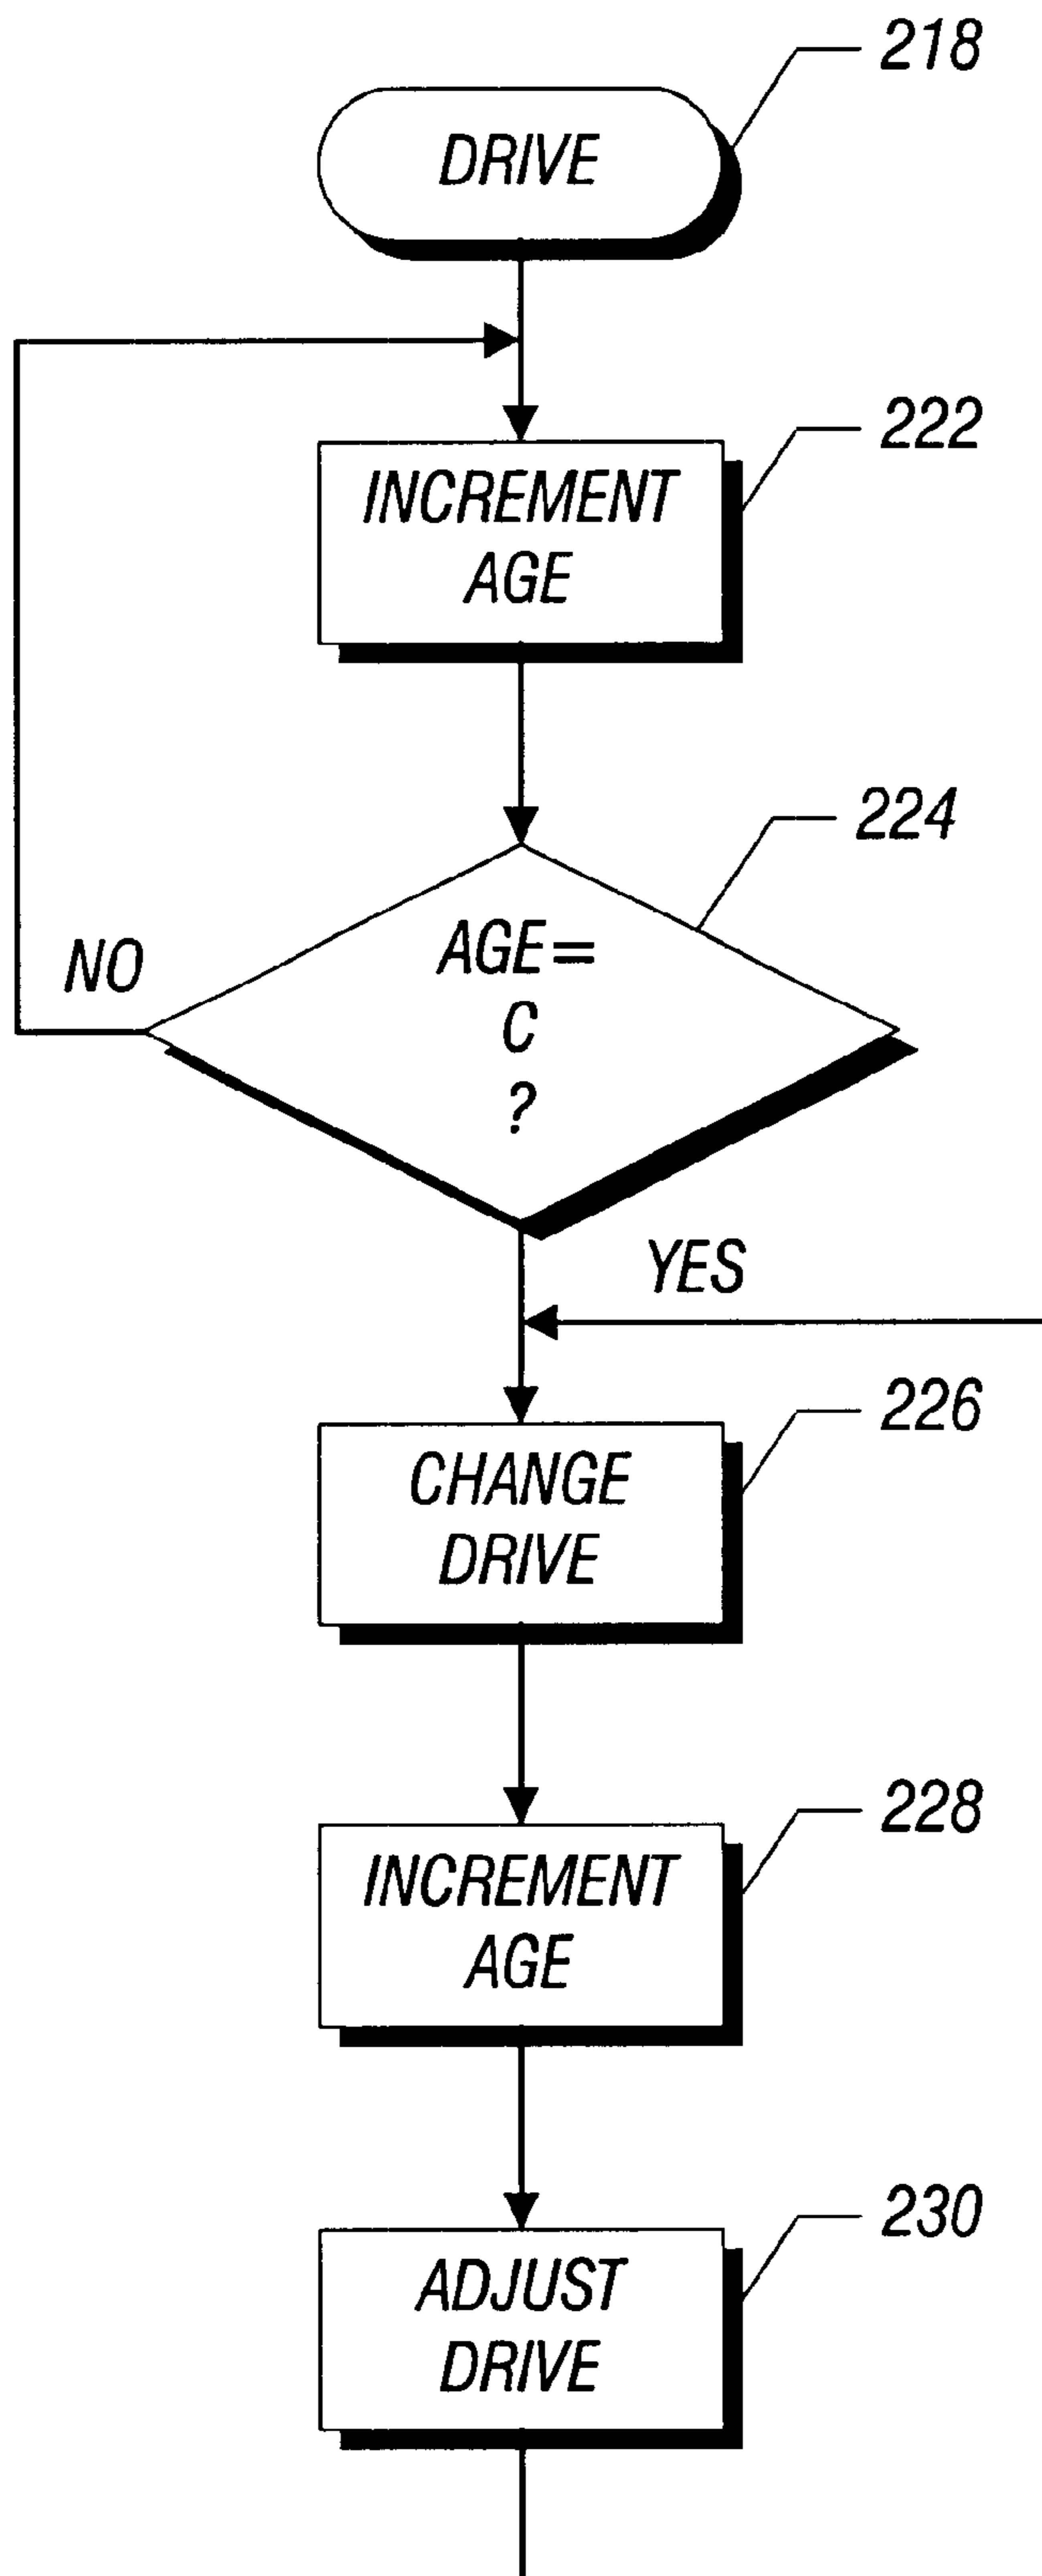 218
DRIVE
222
INCREMENT
AGE
224
AGE=
C
?
NO
YES
226
CHANGE
DRIVE
228
INCREMENT
AGE
230
ADJUST
DRIVE